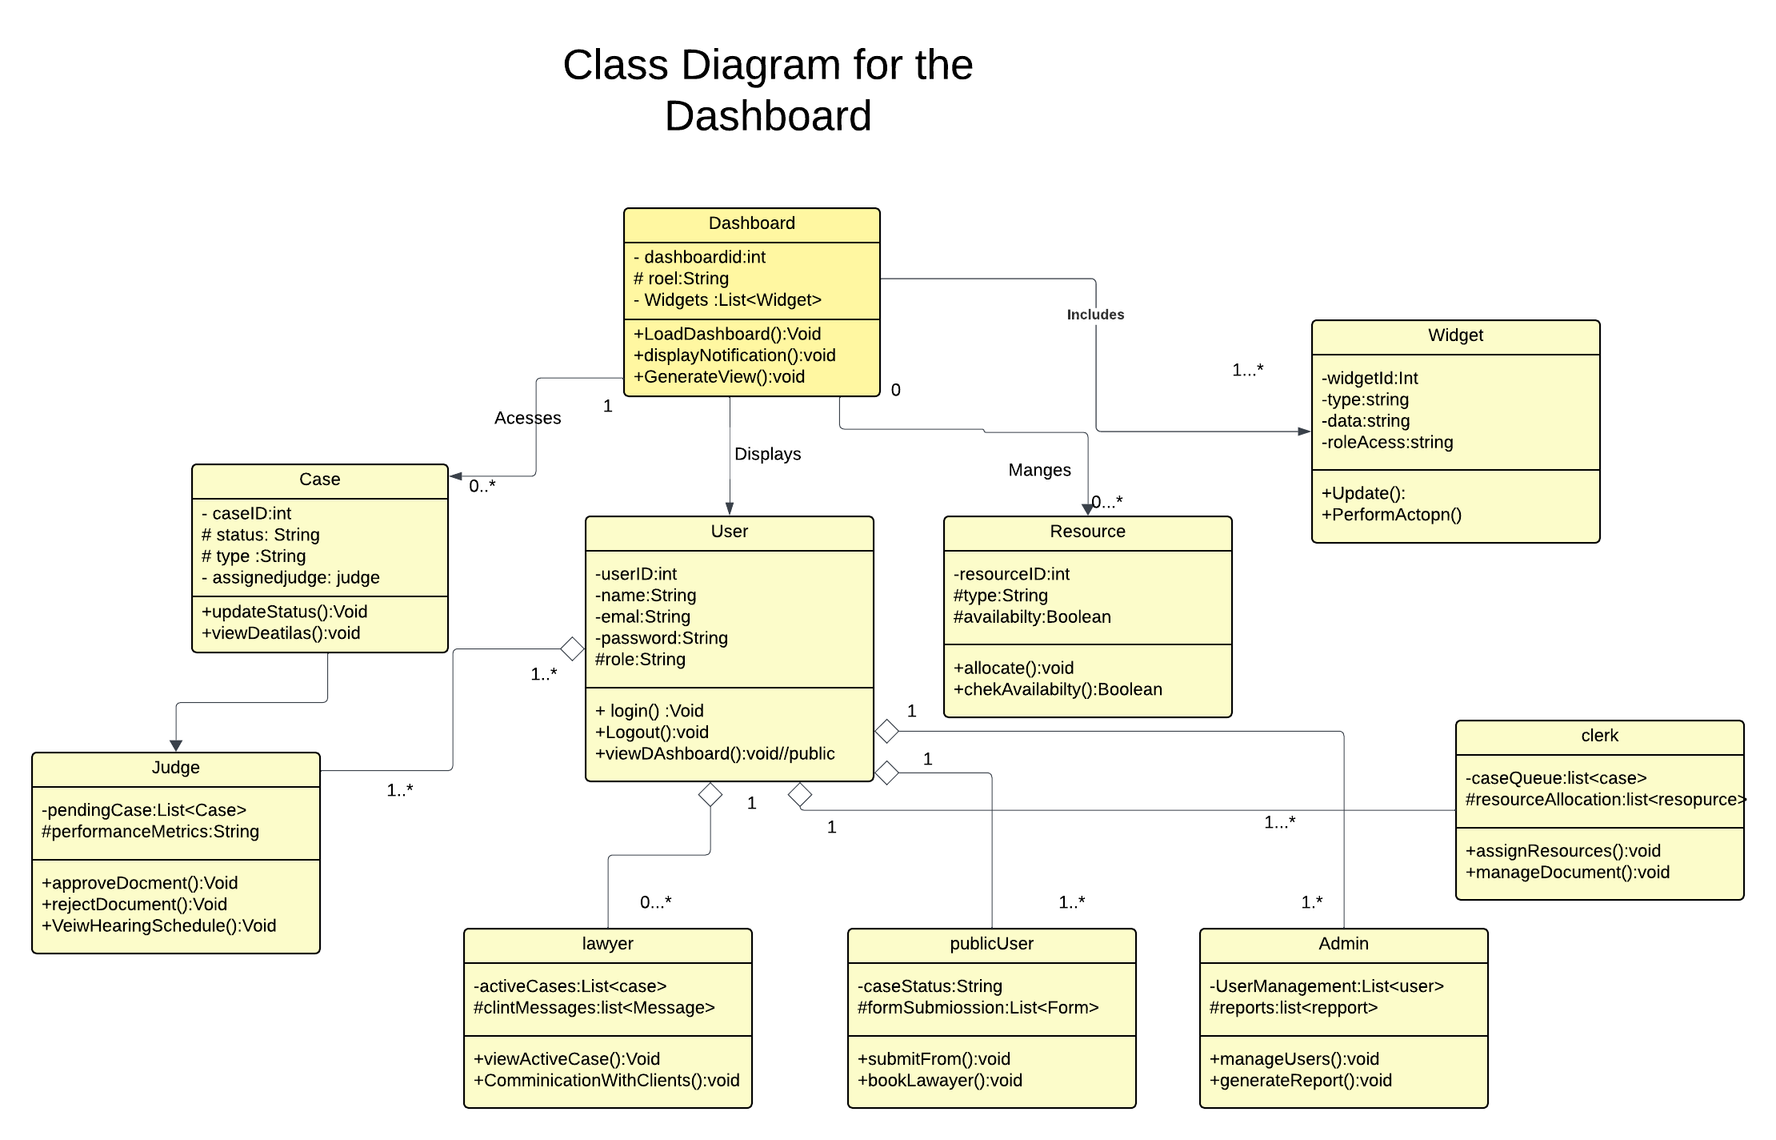 Class Diagram for the
Dashboard
Dashboard
- dashboardid:int
# roel:String
- Widgets :List<Widget>
+LoadDashboard():Void
+displayNotification():void
+GenerateView():void
Includes
1...*
Widget
-widgetId:Int
-type:string
-data:string
-roleAcess:string
+Update():
+PerformActopn()
Acesses
1
0..*
Displays
0
Manges
0...*
Case
- caseID:int
# status: String
# type :String
- assignedjudge: judge
+updateStatus():Void
+viewDeatilas():void
User
-userID:int
-name:String
-emal:String
-password:String
#role:String
+ login() :Void
+Logout():void
+viewDAshboard():void//public
Resource
-resourceID:int
#type:String
#availabilty:Boolean
+allocate():void
+chekAvailabilty():Boolean
1..*
1..*
1
1
1
1
1...*
0...*
1..*
1.*
Judge
-pendingCase:List<Case>
#performanceMetrics:String
+approveDocment():Void
+rejectDocument():Void
+VeiwHearingSchedule():Void
clerk
-caseQueue:list<case>
#resourceAllocation:list<resopurce>
+assignResources():void
+manageDocument():void
lawyer
-activeCases:List<case>
#clintMessages:list<Message>
+viewActiveCase():Void
+ComminicationWithClients():void
publicUser
-caseStatus:String
#formSubmiossion:List<Form>
+submitFrom():void
+bookLawayer():void
Admin
-UserManagement:List<user>
#reports:list<repport>
+manageUsers():void
+generateReport():void